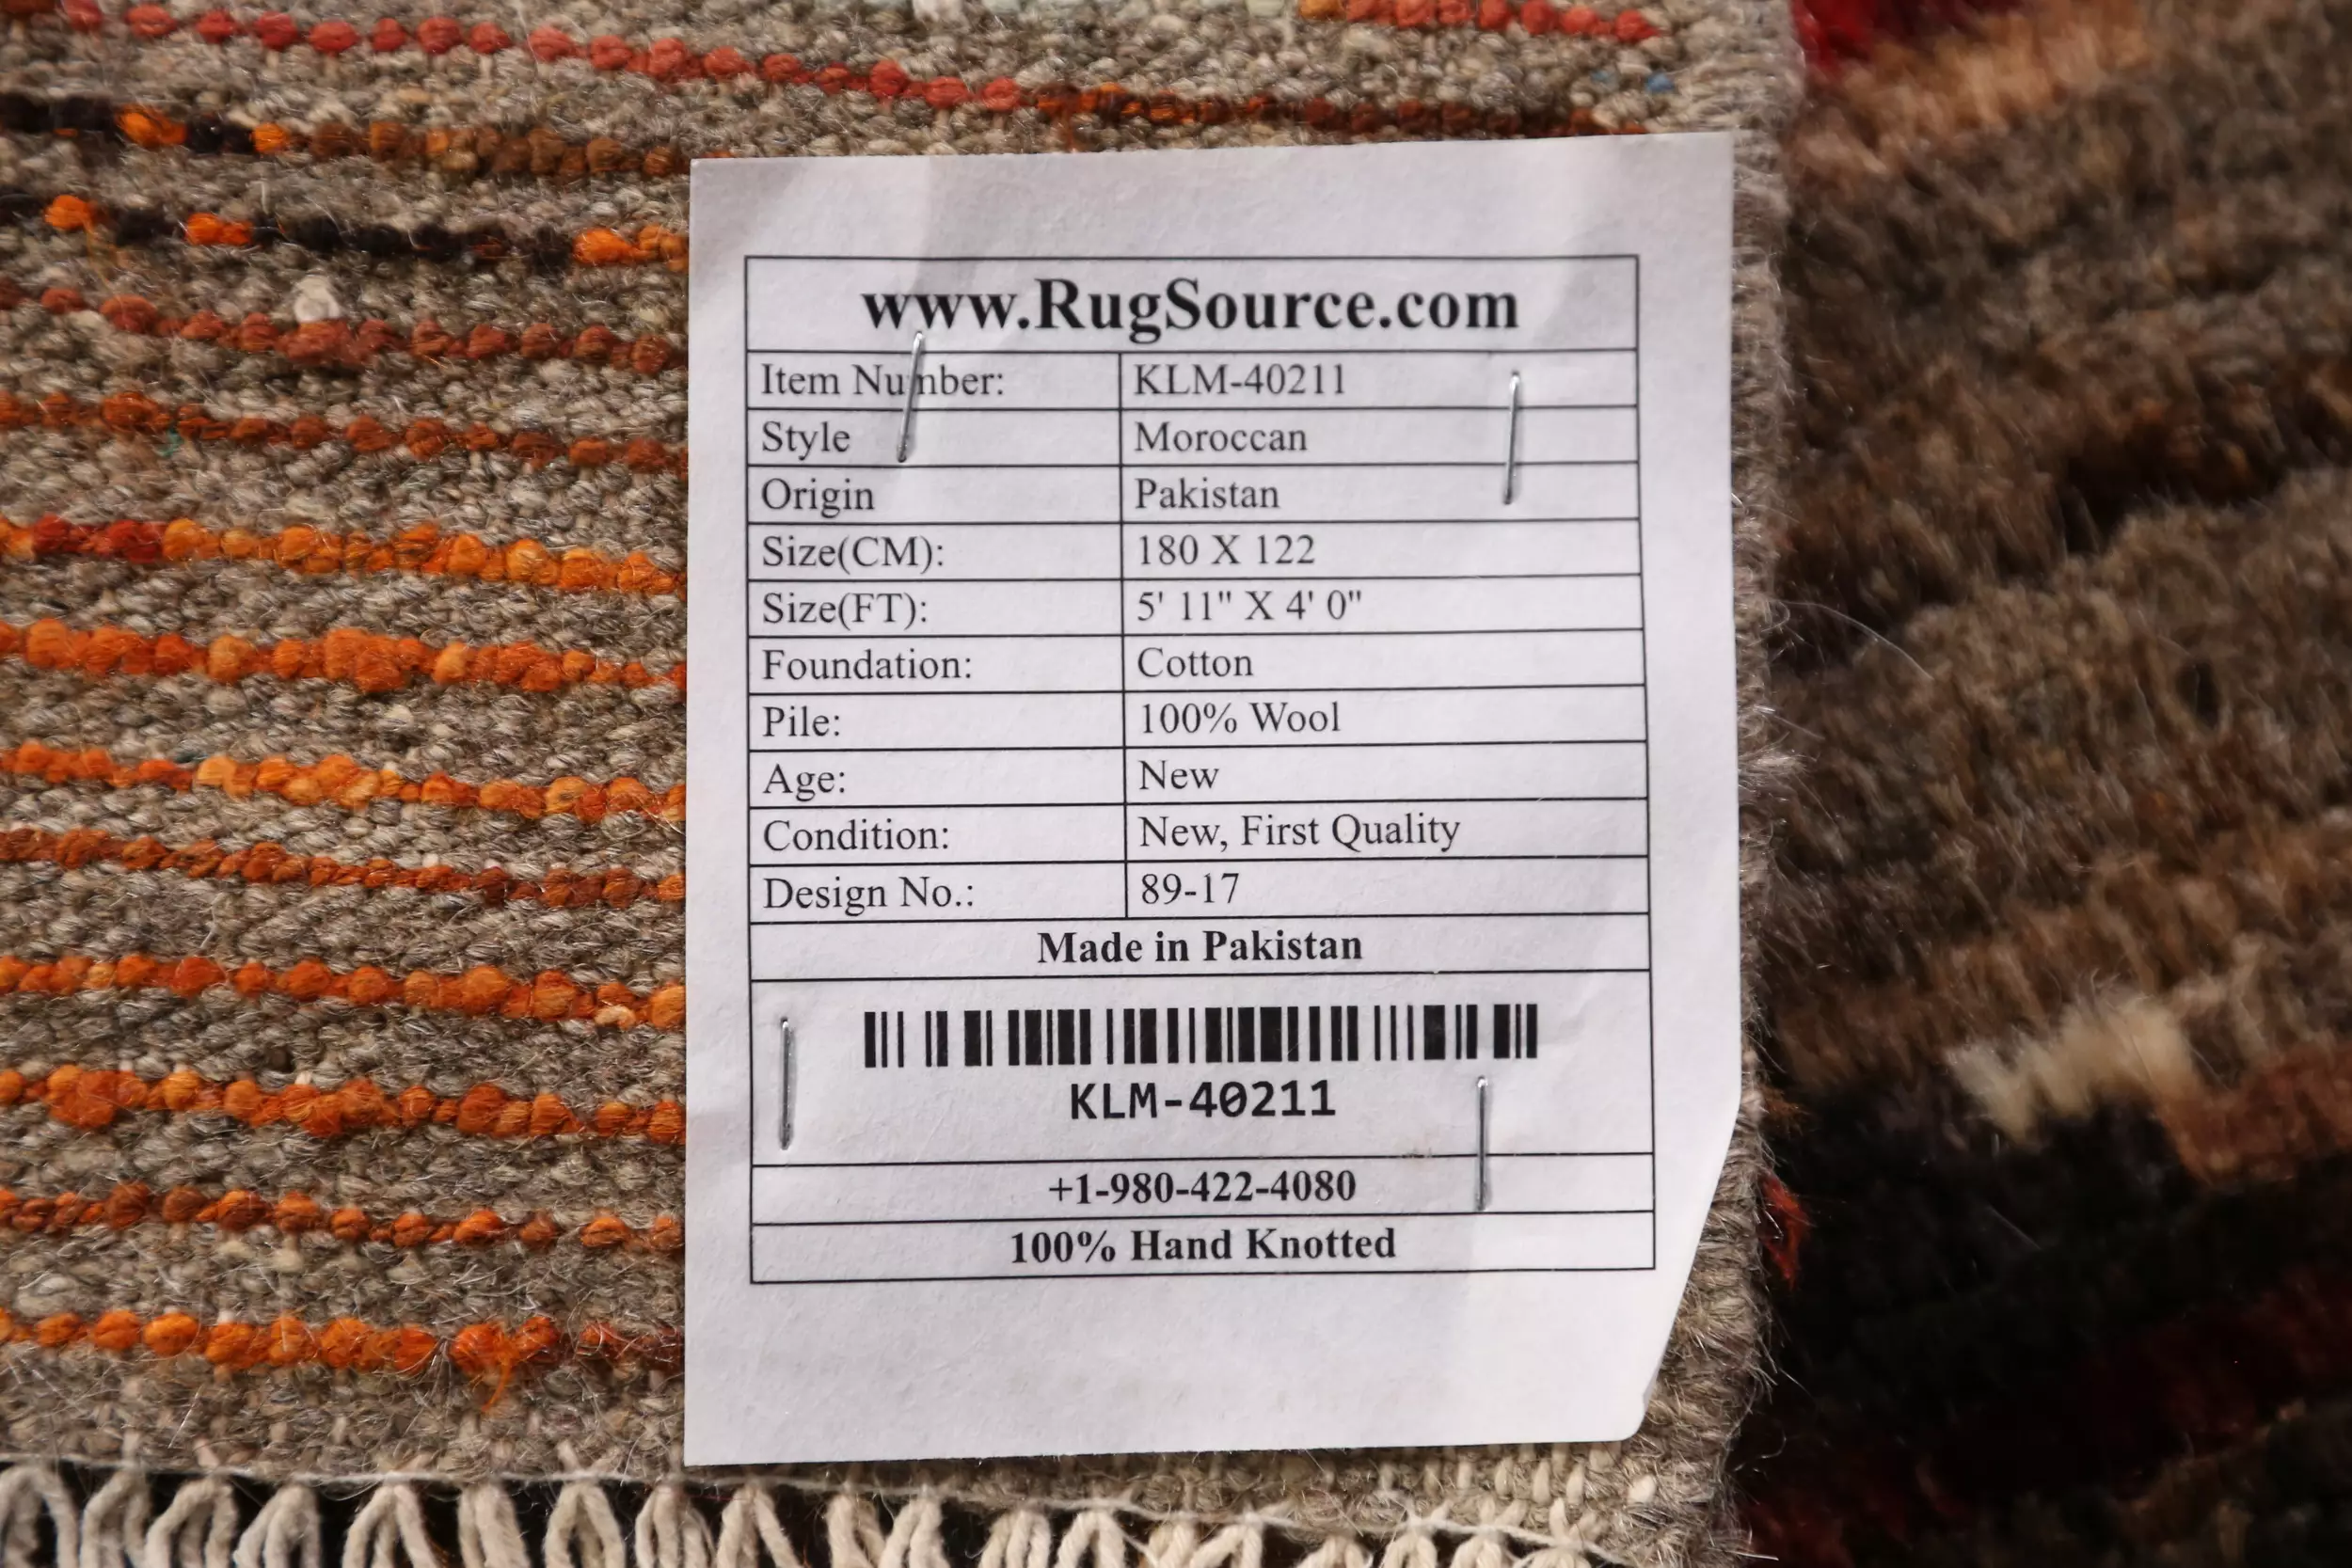 www.RugSource.com
Item Number: KLM-40211
Style Moroccan
Origin Pakistan
Size(CM): 180 X 122
Size(FT): 5' 11" X 4' 0"
Foundation: Cotton
Pile: 100% Wool
Age: New
Condition: New, First Quality
Design No.: 89-17
Made in Pakistan
KLM-40211
+1-980-422-4080
100% Hand Knotted